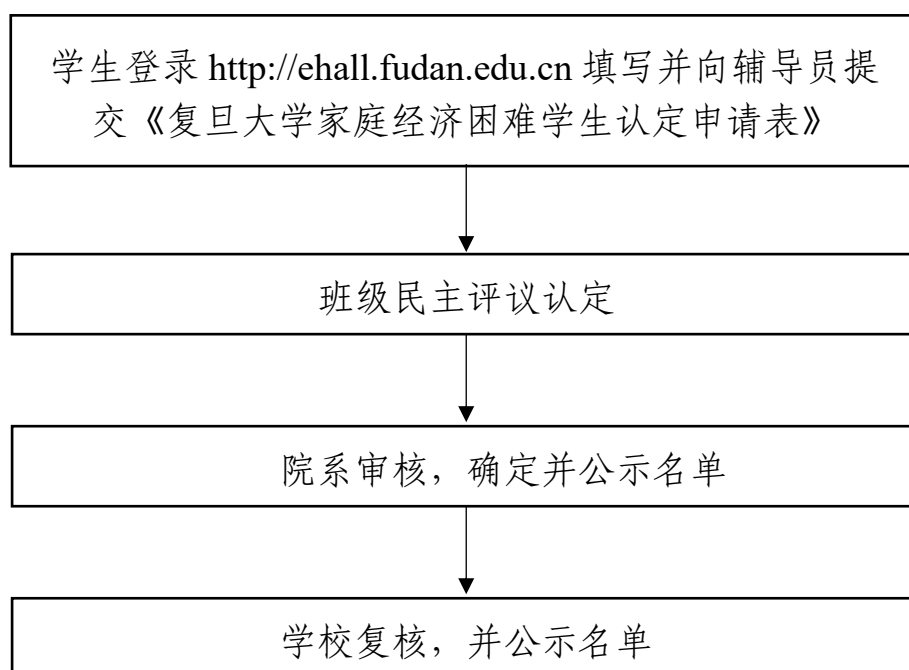 学生登录 http://ehall.fudan.edu.cn 填写并向辅导员提
交《复旦大学家庭经济困难学生认定申请表》
班级民主评议认定
院系审核，确定并公示名单
学校复核，并公示名单